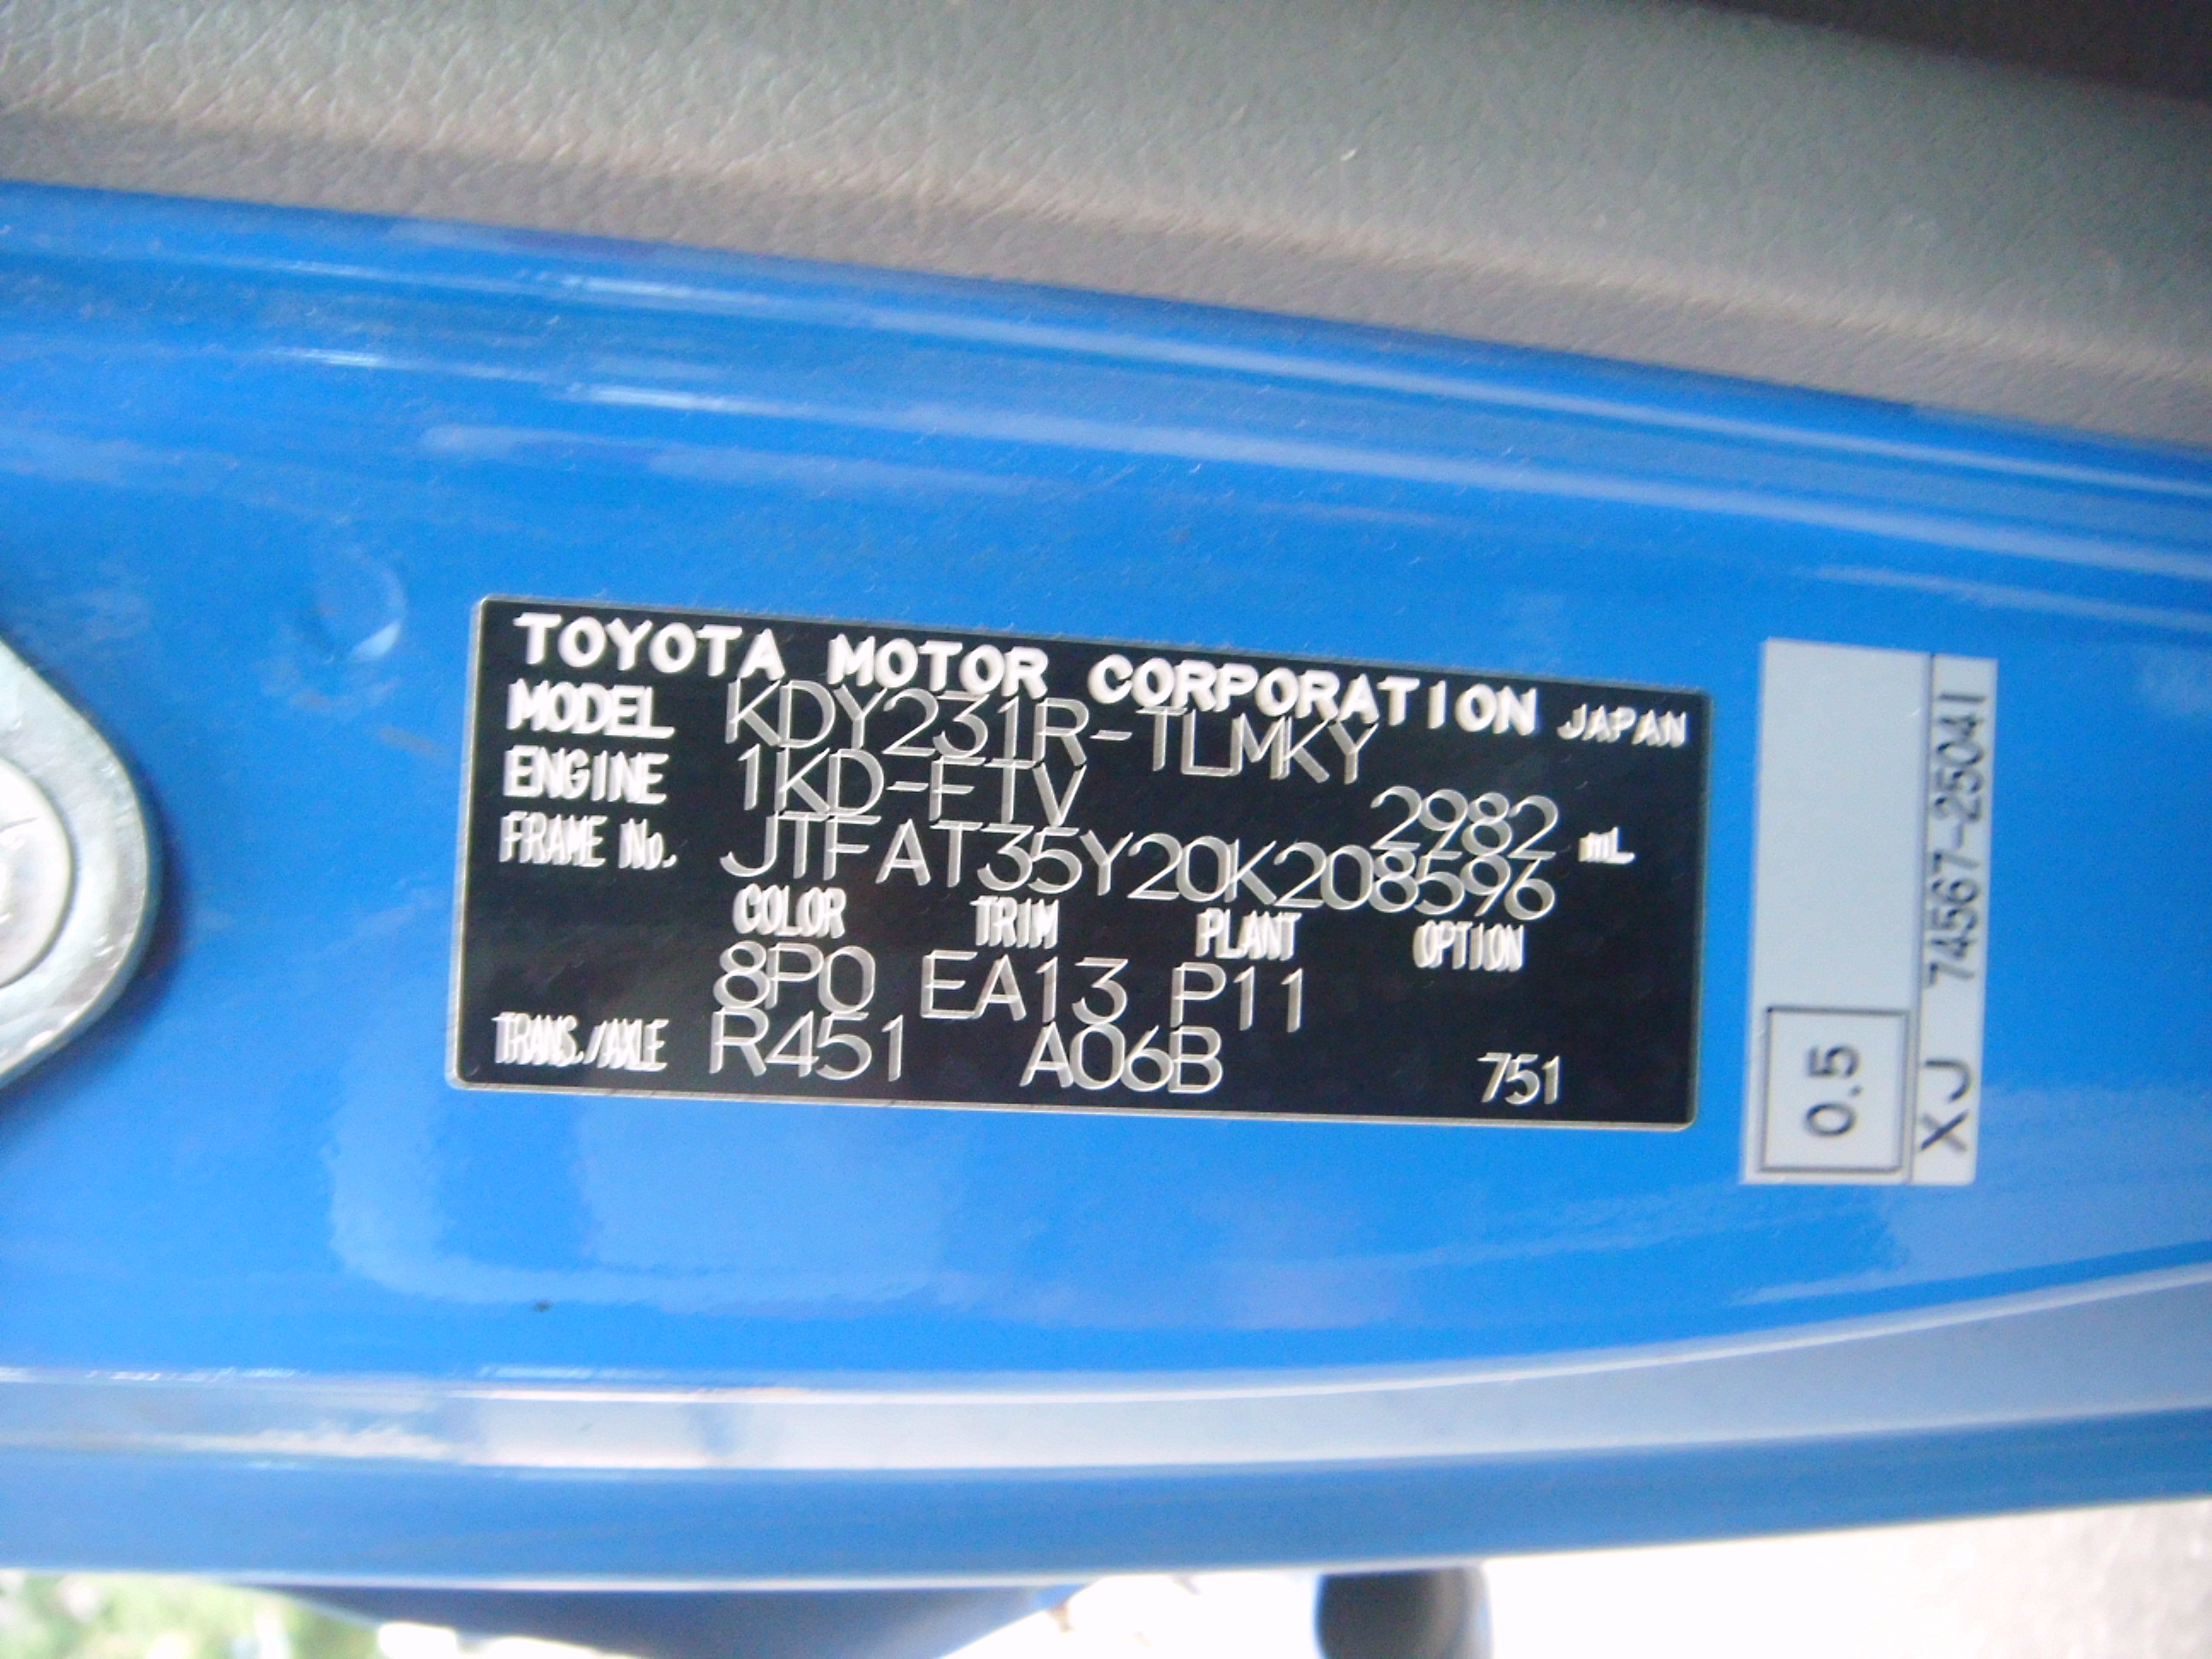 TOYOTA MOTOR CORPORATION JAPAN
MODEL KDY231R-TLMKY
ENGINE 1KD-FTV 2982 mL
FRAME No. JTFAT35Y20K208596
COLOR TRIM PLANT OPTION
8P0 EA13 P11
TRANS./AXLE R451 A06B 751
0.5
XJ 74567-25041